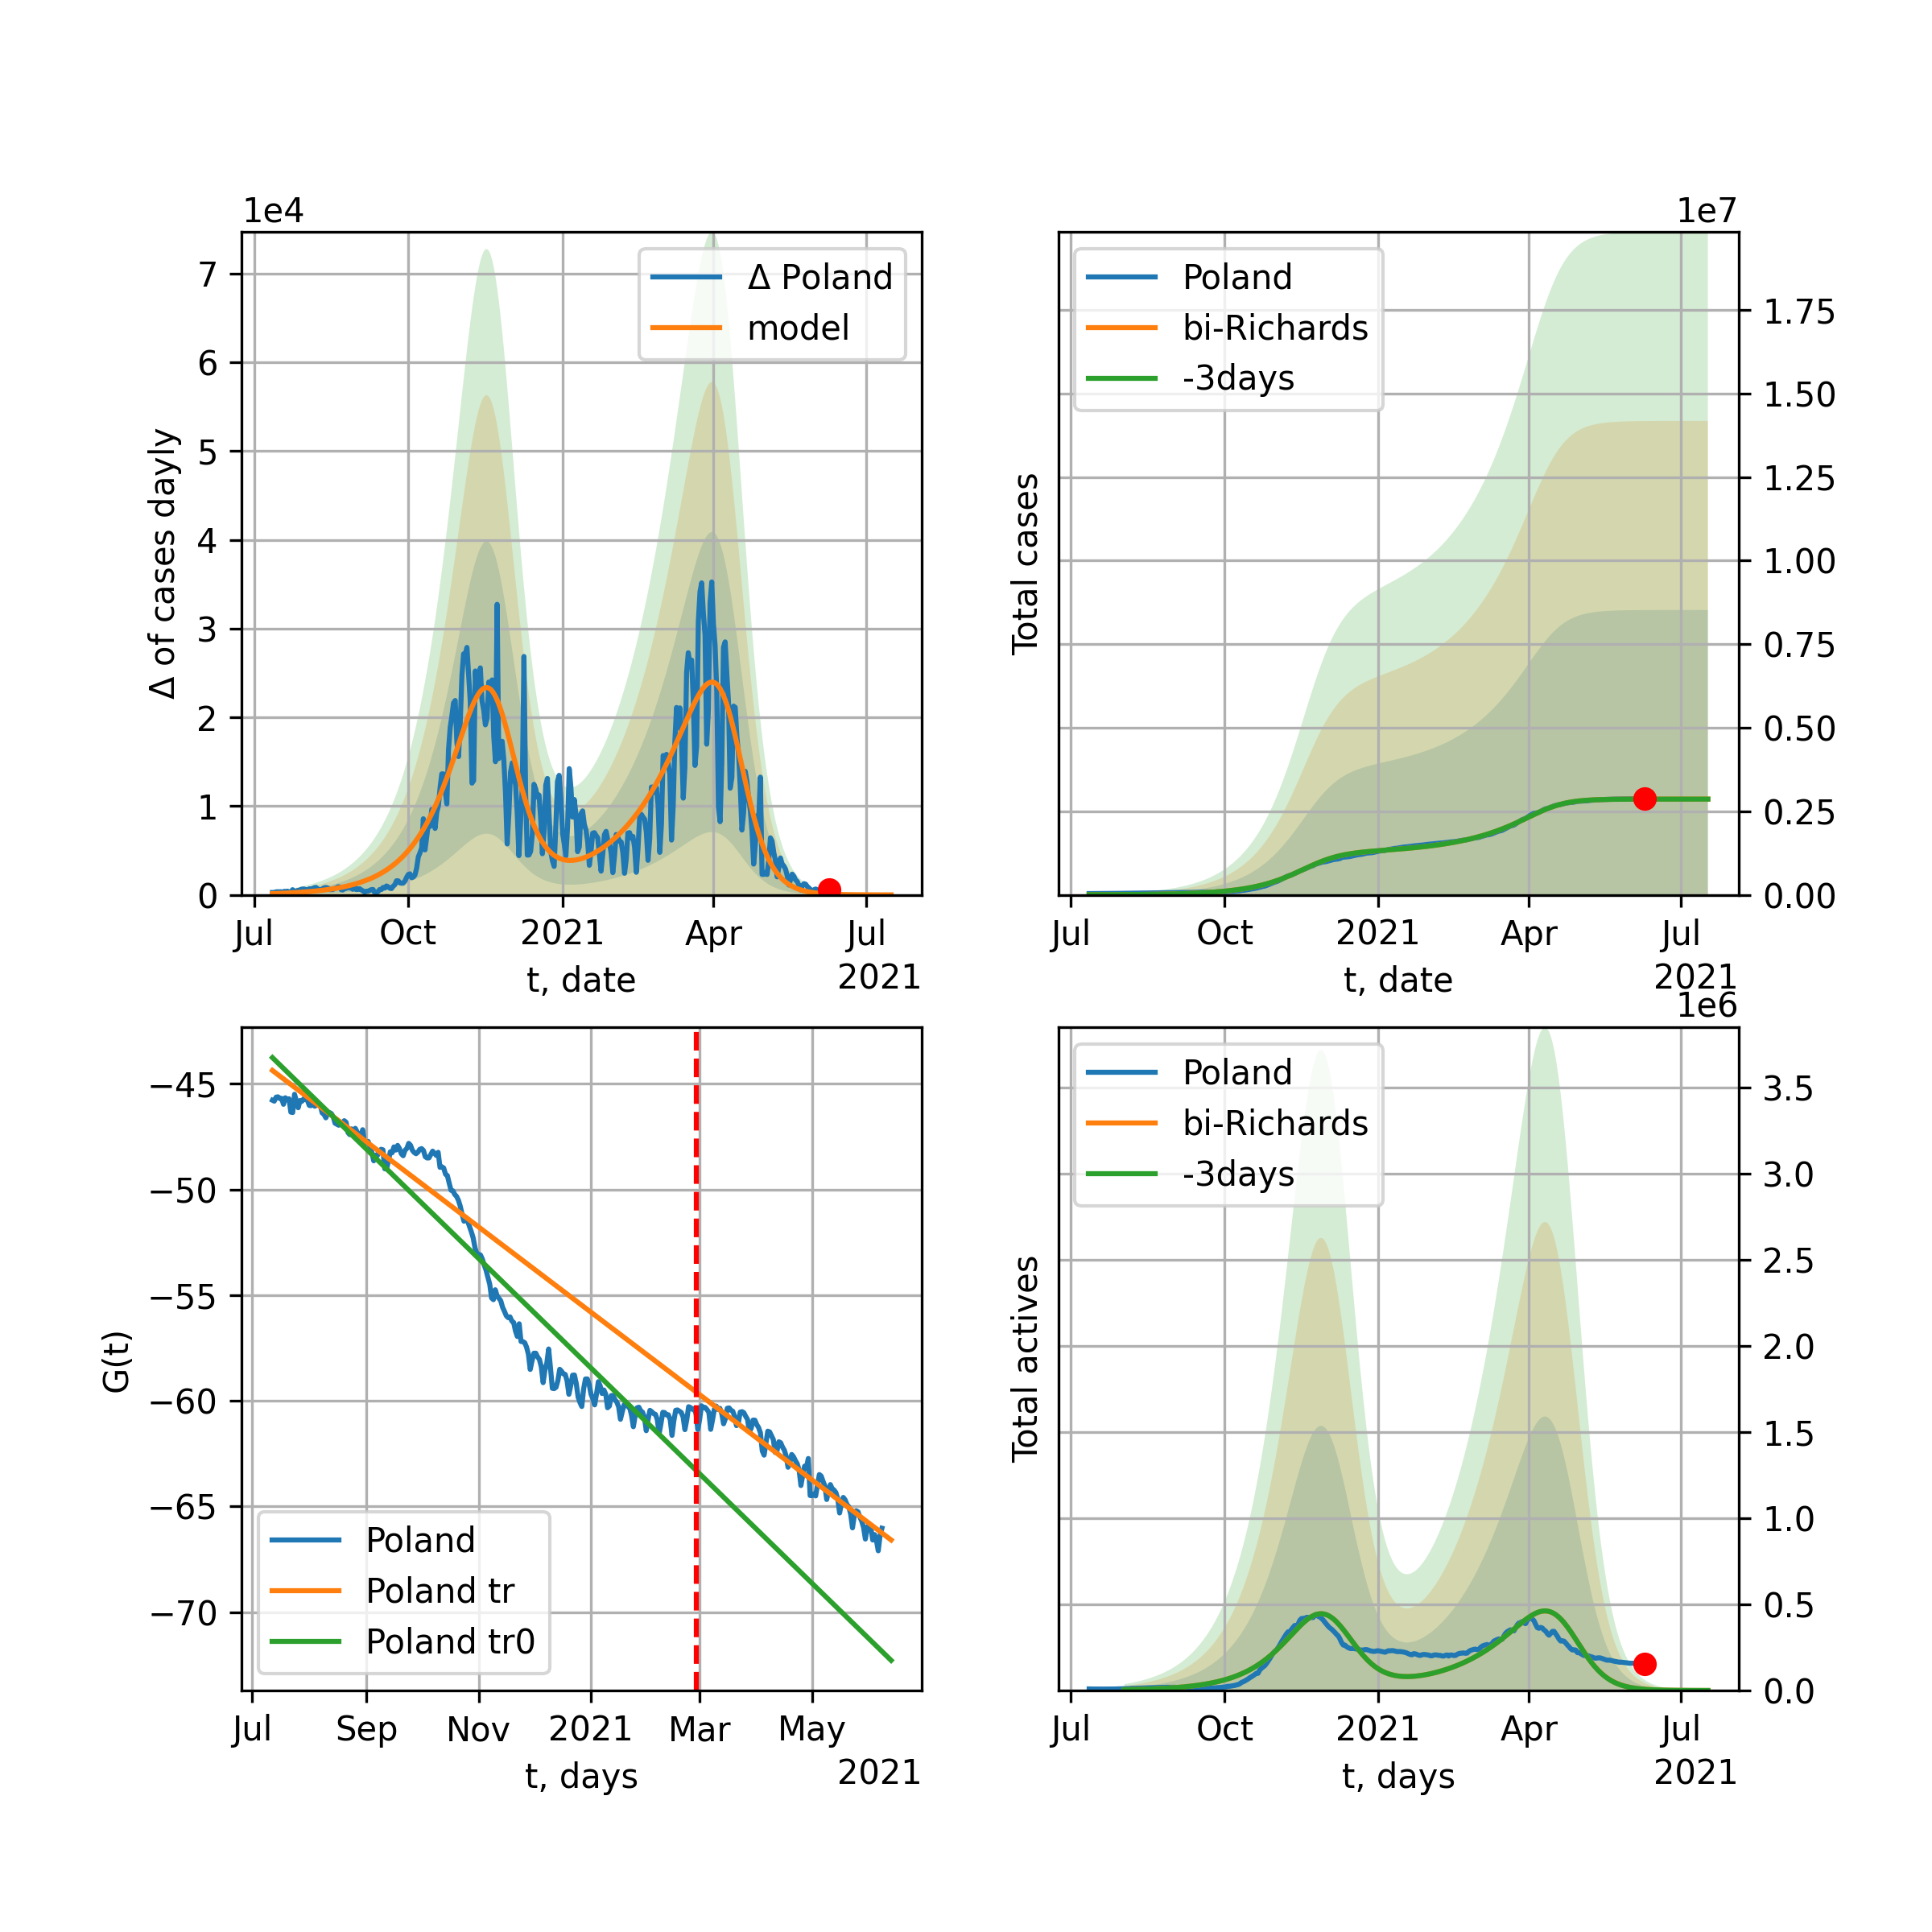 1e4
7
6
5
4
3
2
1
0
Δ of cases dayly
Δ Poland
model
Jul Oct 2021 Apr Jul
t, date
2021
1e7
Poland
bi-Richards
-3days
Total cases
1.75
1.50
1.25
1.00
0.75
0.50
0.25
0.00
Jul Oct 2021 Apr Jul
t, date
2021
−45
−50
−55
−60
−65
−70
G(t)
Poland
Poland tr
Poland tr0
Jul Sep Nov 2021 Mar May
t, days
2021
1e6
Poland
bi-Richards
-3days
Total actives
3.5
3.0
2.5
2.0
1.5
1.0
0.5
0.0
Jul Oct 2021 Apr Jul
t, days
2021